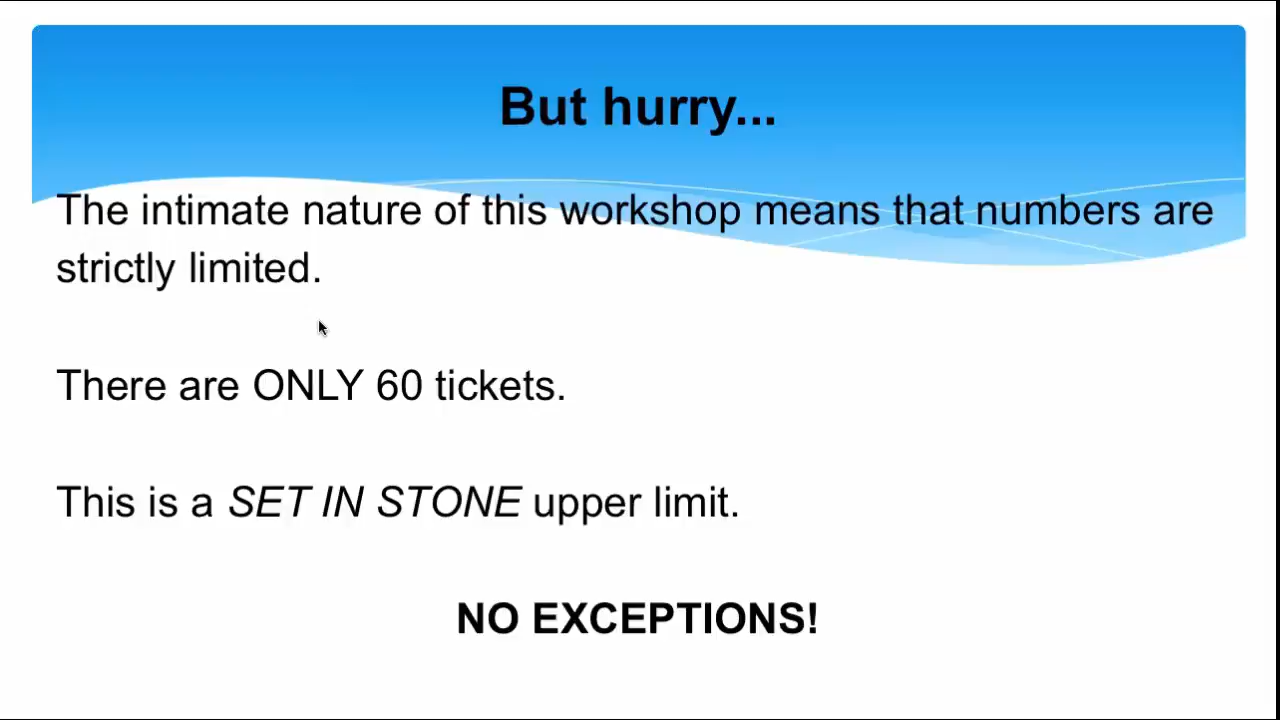 But hurry...
The intimate nature of this workshop means that numbers are
strictly limited.
There are ONLY 60 tickets.
This is a SET IN STONE upper limit.
NO EXCEPTIONS!